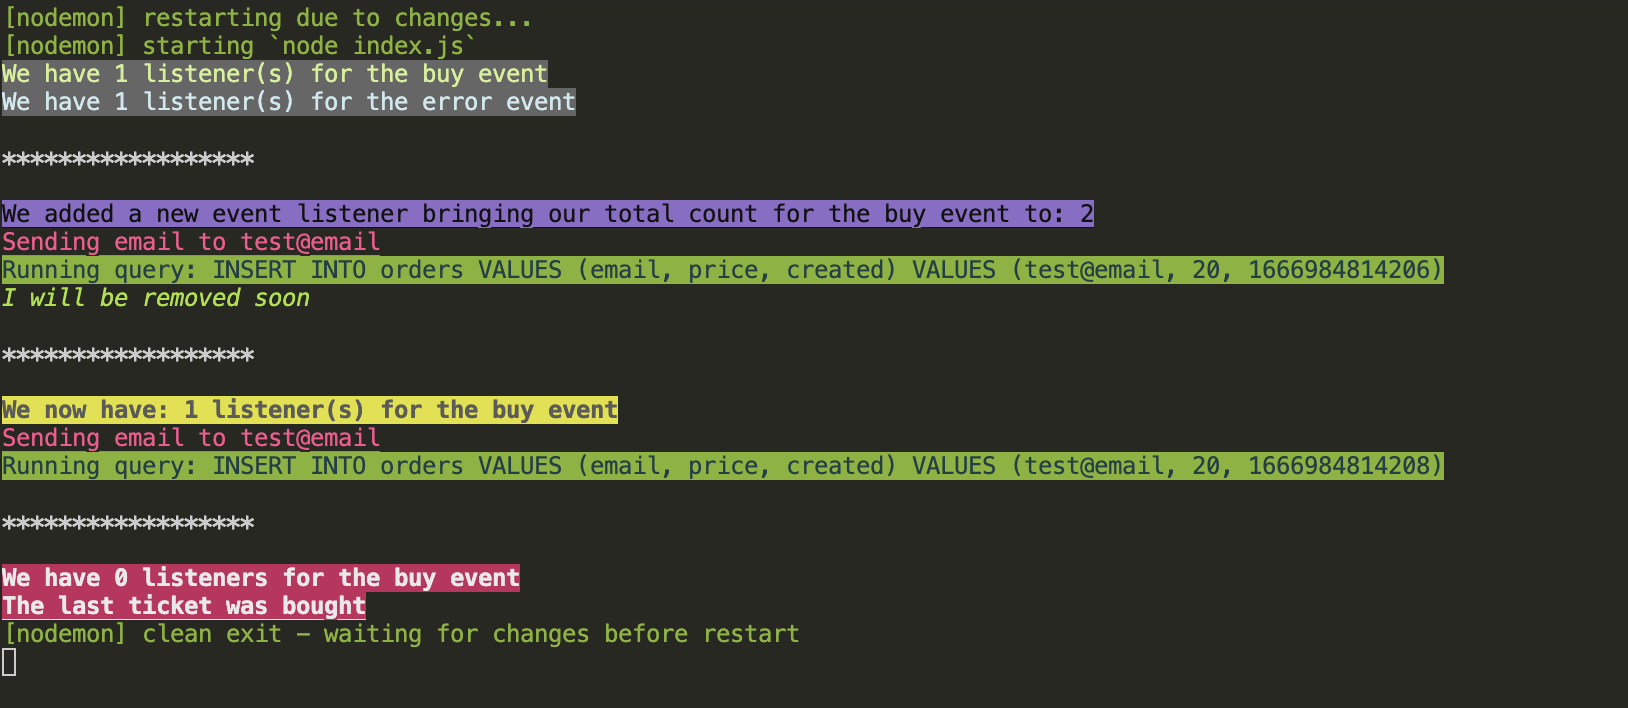 [nodemon] restarting due to changes...
[nodemon] starting `node index.js`
We have 1 listener(s) for the buy event
We have 1 listener(s) for the error event
******************
We added a new event listener bringing our total count for the buy event to: 2
Sending email to test@email
Running query: INSERT INTO orders VALUES (email, price, created) VALUES (test@email, 20, 1666984814206)
I will be removed soon
******************
We now have: 1 listener(s) for the buy event
Sending email to test@email
Running query: INSERT INTO orders VALUES (email, price, created) VALUES (test@email, 20, 1666984814208)
******************
We have 0 listeners for the buy event
The last ticket was bought
[nodemon] clean exit – waiting for changes before restart